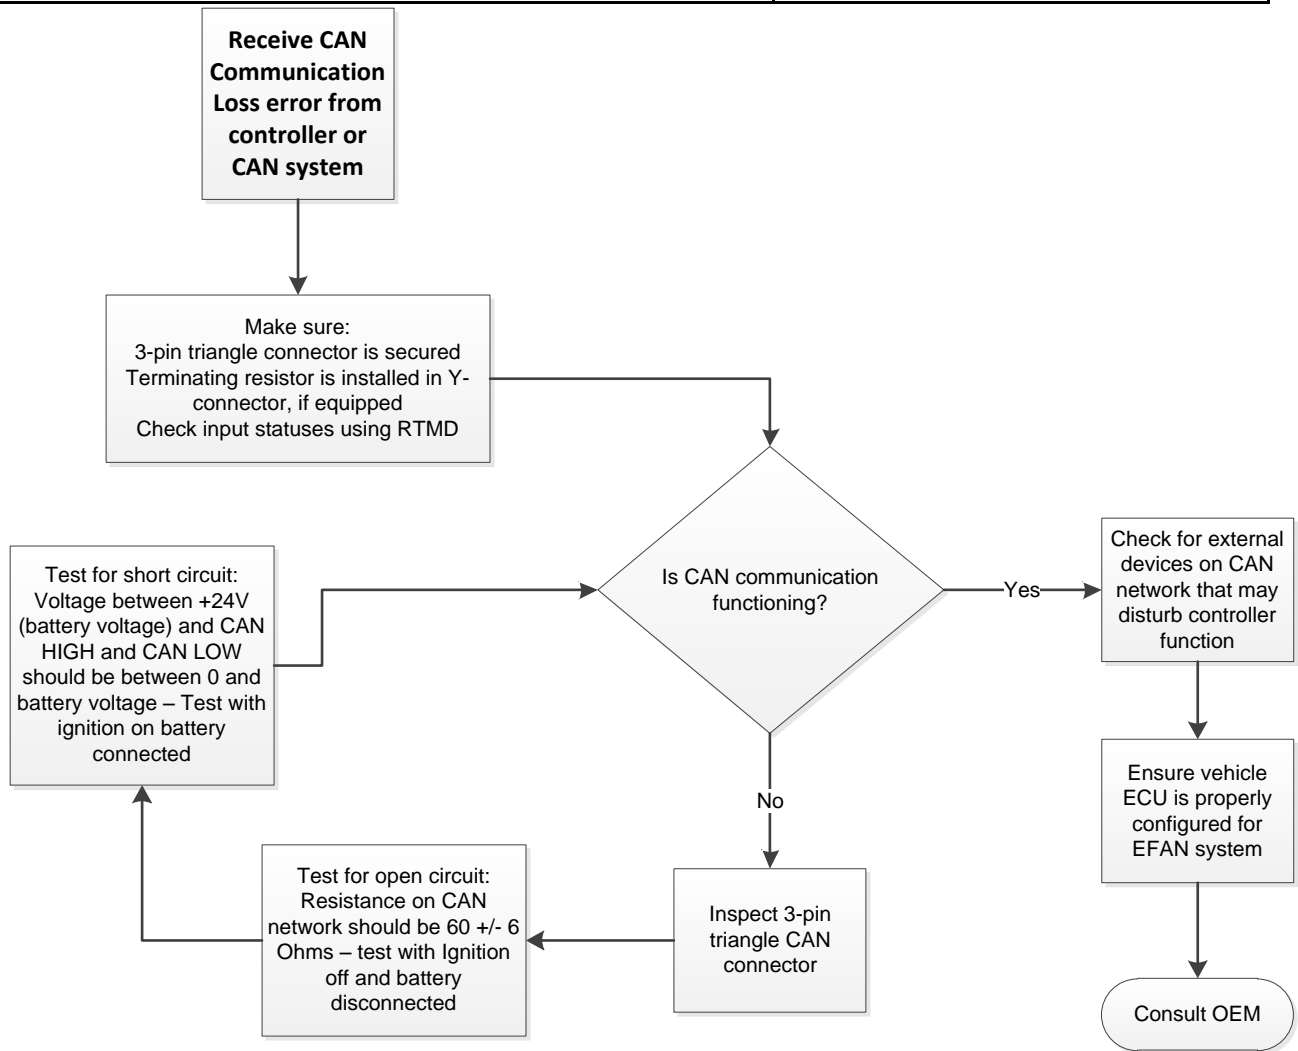 Receive CAN
Communication
Loss error from
controller or
CAN system
Make sure:
3-pin triangle connector is secured
Terminating resistor is installed in Y-
connector, if equipped
Check input statuses using RTMD
Is CAN communication
functioning?
Yes
Check for external
devices on CAN
network that may
disturb controller
function
Ensure vehicle
ECU is properly
configured for
EFAN system
Consult OEM
No
Inspect 3-pin
triangle CAN
connector
Test for open circuit:
Resistance on CAN
network should be 60 +/- 6
Ohms – test with Ignition
off and battery
disconnected
Test for short circuit:
Voltage between +24V
(battery voltage) and CAN
HIGH and CAN LOW
should be between 0 and
battery voltage – Test with
ignition on battery
connected